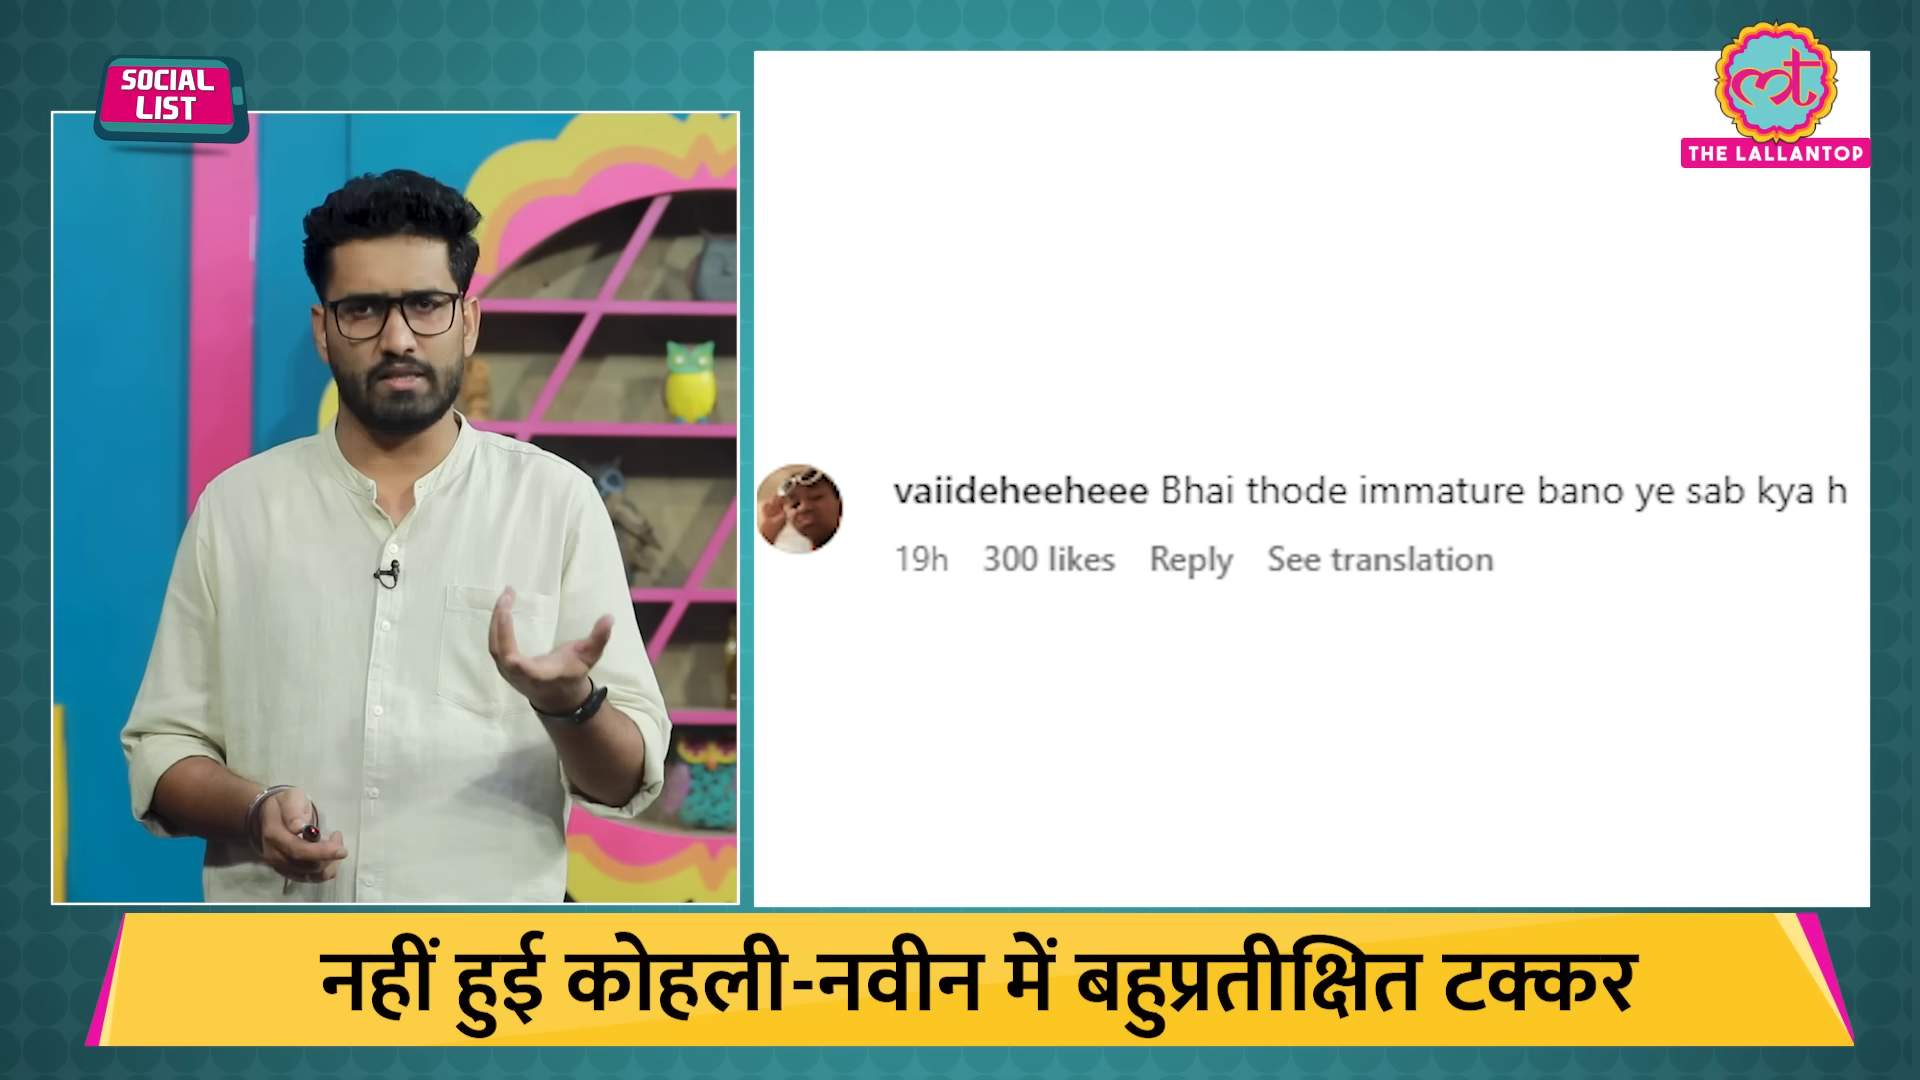 SOCIAL
LIST
THE LALLANTOP
vaiideheeheee Bhai thode immature bano ye sab kya h
19h 300 likes Reply See translation
नहीं हुई कोहली-नवीन में बहुप्रतीक्षित टक्कर